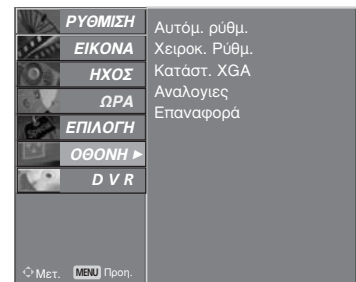 ΡΥΘΜΙΣΗ
ΕΙΚΟΝΑ
ΗΧΟΣ
ΩΡΑ
ΕΠΙΛΟΓΗ
ΟΘΟΝΗ ►
D V R
Μετ. MENU Προη.
Αυτόμ. ρύθμ.
Χειροκ. Ρύθμ.
Κατάστ. XGA
Αναλογιες
Επαναφορά